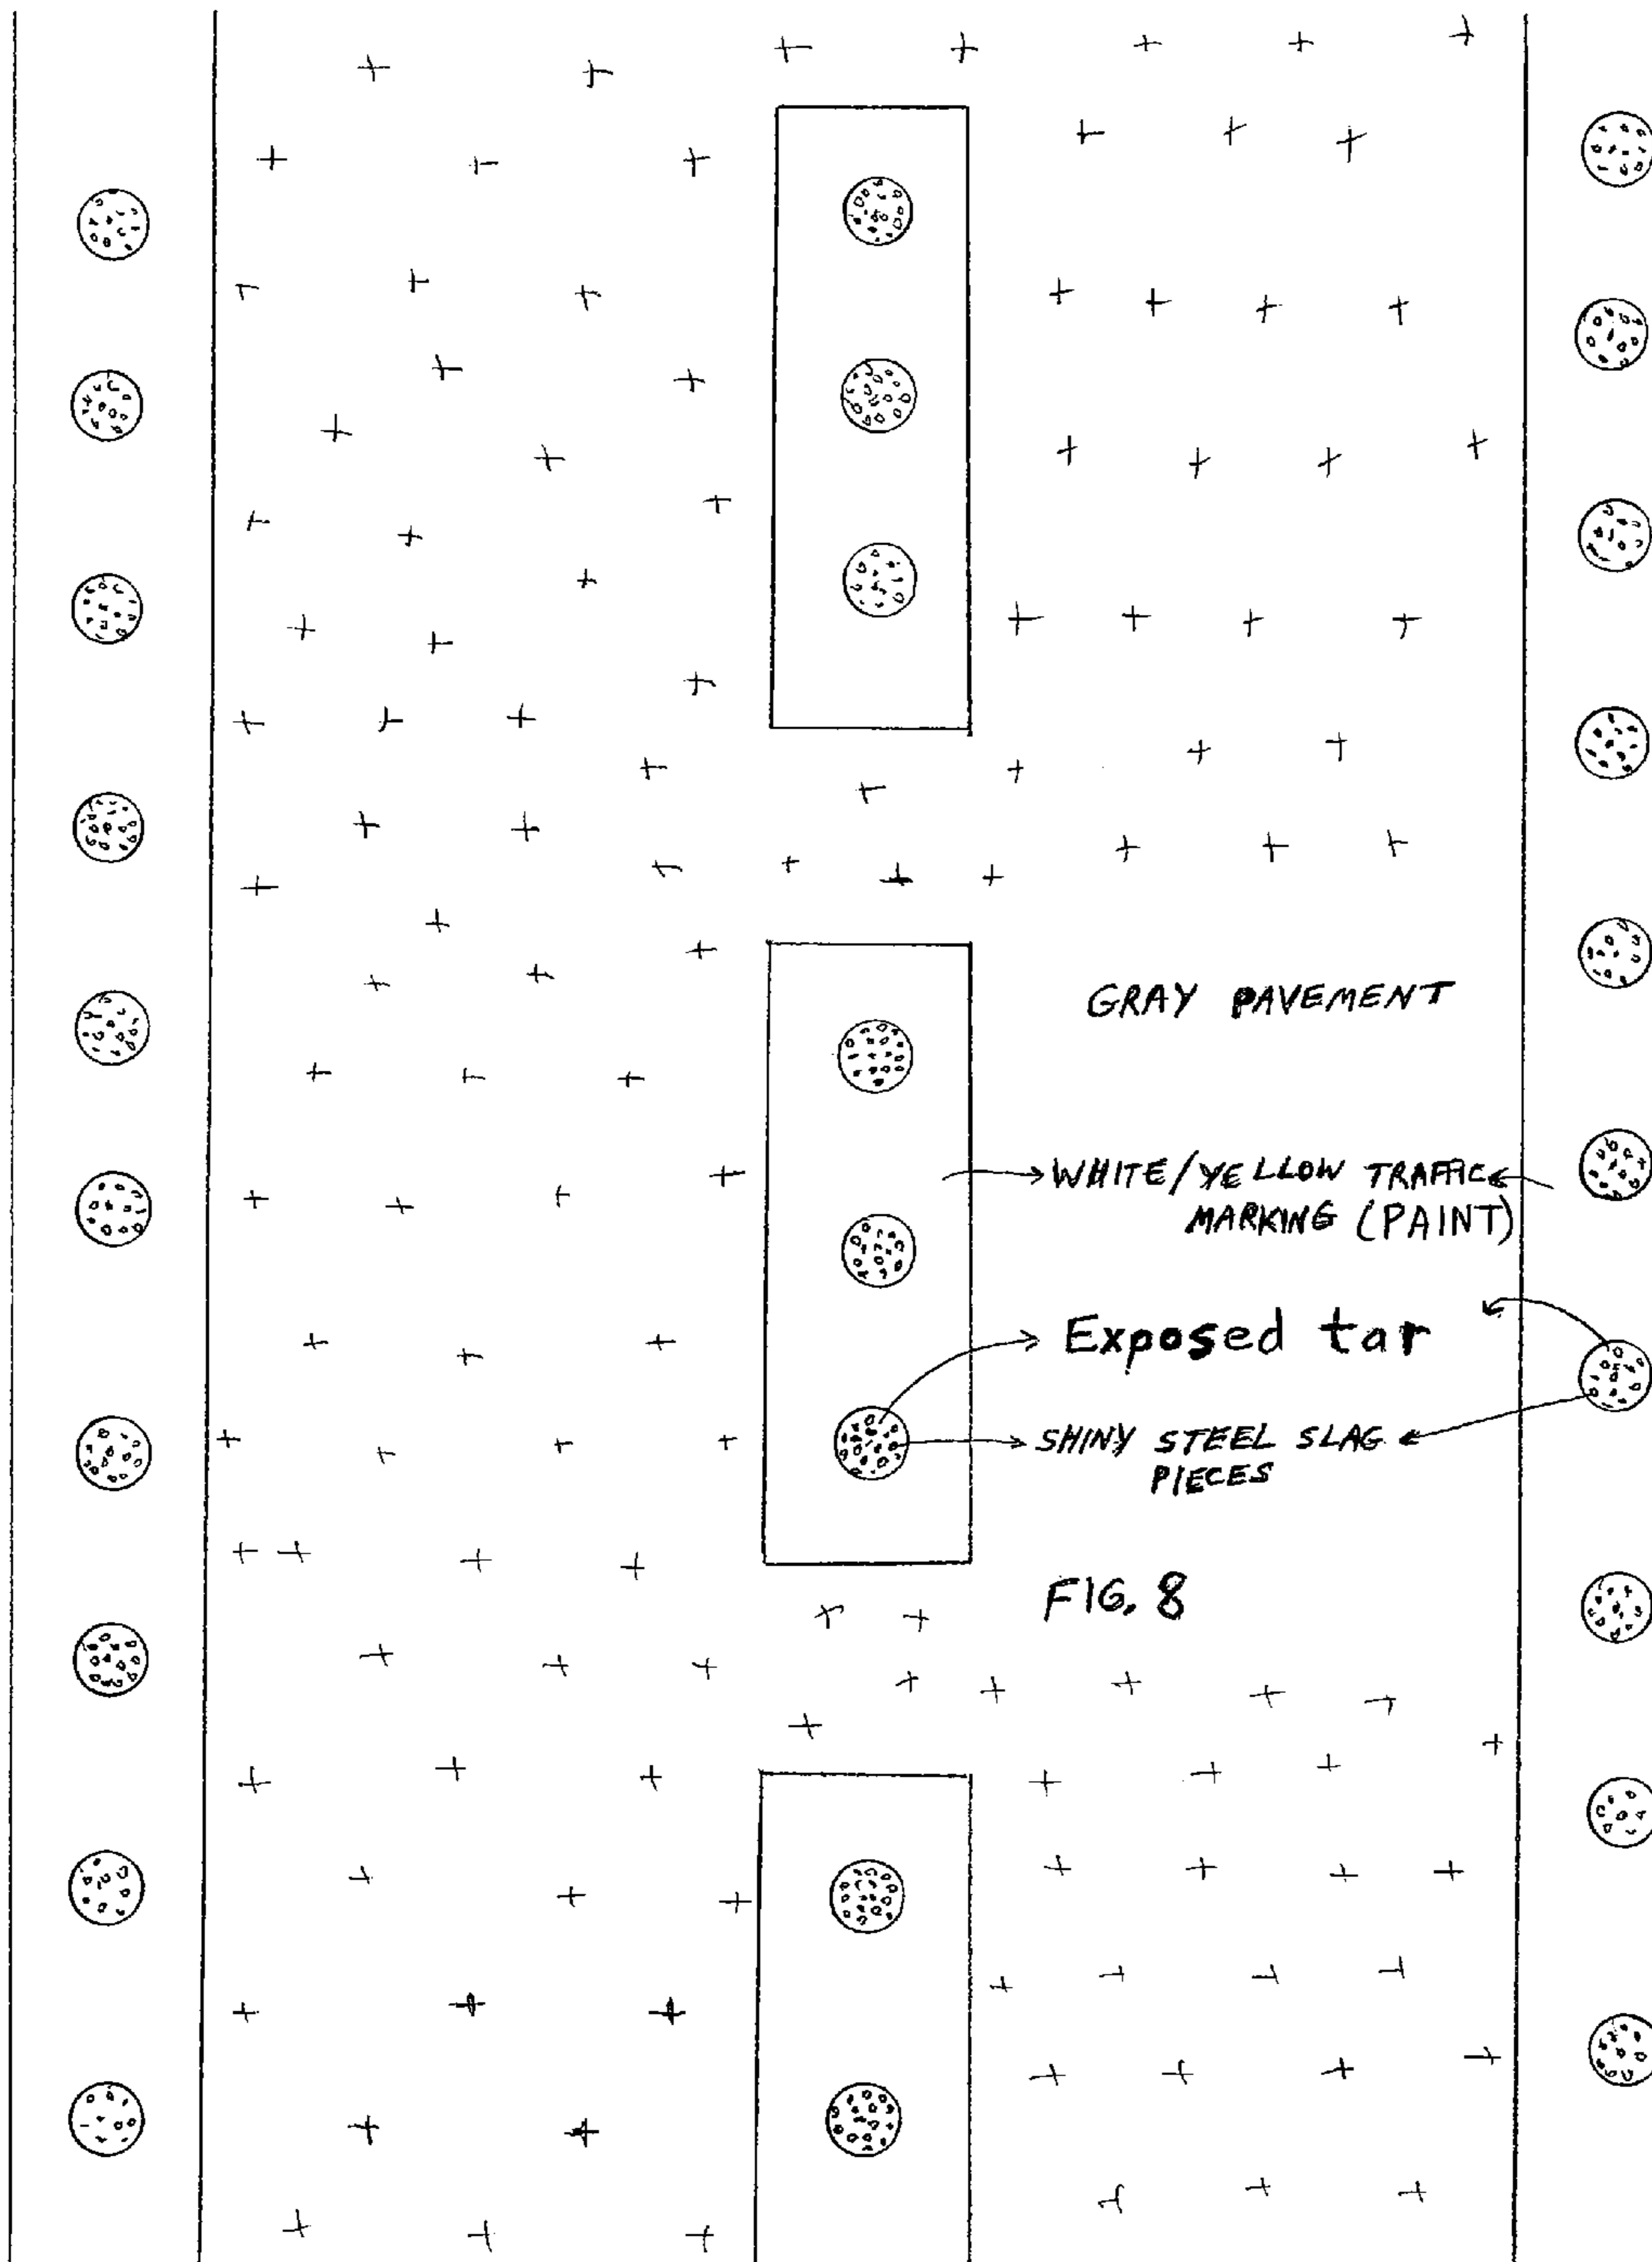 GRAY PAVEMENT
WHITE/YELLOW TRAFFIC
MARKING (PAINT)
Exposed tar
SHINY STEEL SLAG
PIECES
FIG. 8